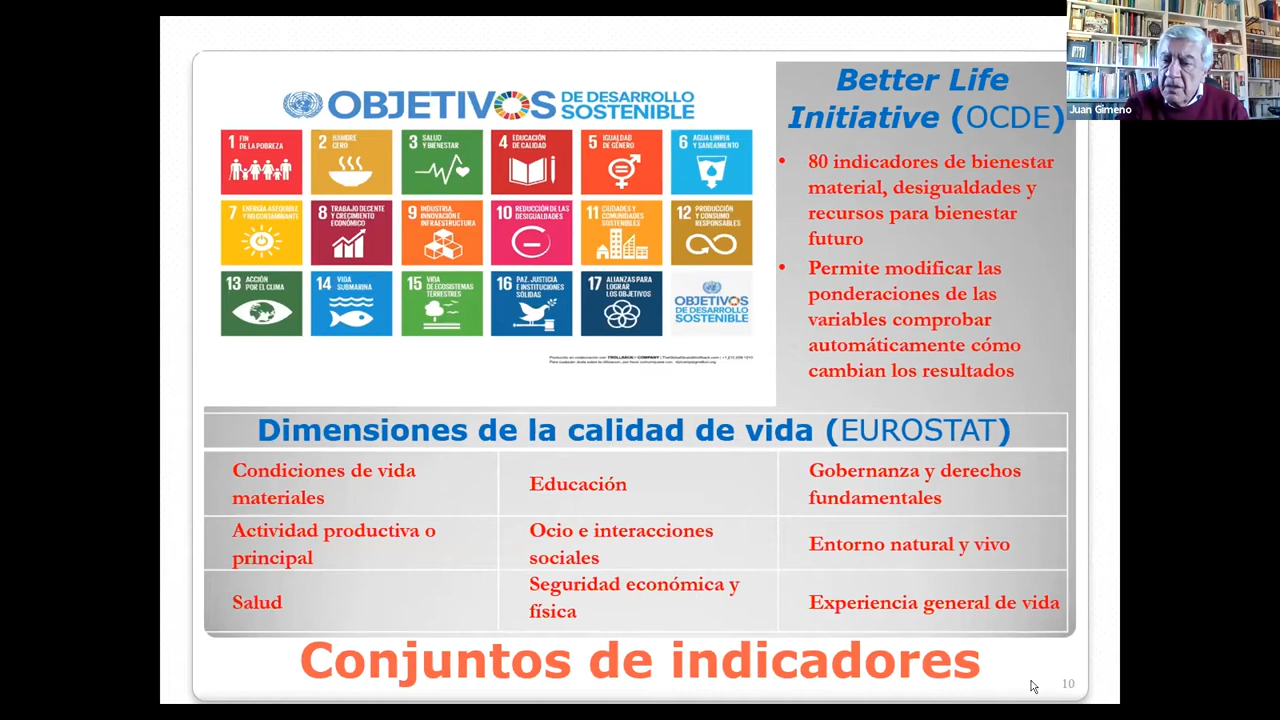 OBJETIVOS DE DESARROLLO SOSTENIBLE
1 FIN DE LA POBREZA
2 HAMBRE CERO
3 SALUD Y BIENESTAR
4 EDUCACIÓN DE CALIDAD
5 IGUALDAD DE GÉNERO
6 AGUA LIMPIA Y SANEAMIENTO
7 ENERGÍA ASEQUIBLE Y NO CONTAMINANTE
8 TRABAJO DECENTE Y CRECIMIENTO ECONÓMICO
9 INDUSTRIA, INNOVACIÓN E INFRAESTRUCTURA
10 REDUCCIÓN DE LAS DESIGUALDADES
11 CIUDADES Y COMUNIDADES SOSTENIBLES
12 PRODUCCIÓN Y CONSUMO RESPONSABLES
13 ACCIÓN POR EL CLIMA
14 VIDA SUBMARINA
15 VIDA DE ECOSISTEMAS TERRESTRES
16 PAZ, JUSTICIA E INSTITUCIONES SÓLIDAS
17 ALIANZAS PARA LOGRAR LOS OBJETIVOS
OBJETIVOS
DE DESARROLLO
SOSTENIBLE
Better Life
Initiative (OCDE)
Juan Gimeno
• 80 indicadores de bienestar
material, desigualdades y
recursos para bienestar
futuro
• Permite modificar las
ponderaciones de las
variables comprobar
automáticamente cómo
cambian los resultados
Dimensiones de la calidad de vida (EUROSTAT)
Condiciones de vida
materiales
Educación
Gobernanza y derechos
fundamentales
Actividad productiva o
principal
Ocio e interacciones
sociales
Entorno natural y vivo
Salud
Seguridad económica y
física
Experiencia general de vida
Conjuntos de indicadores
10